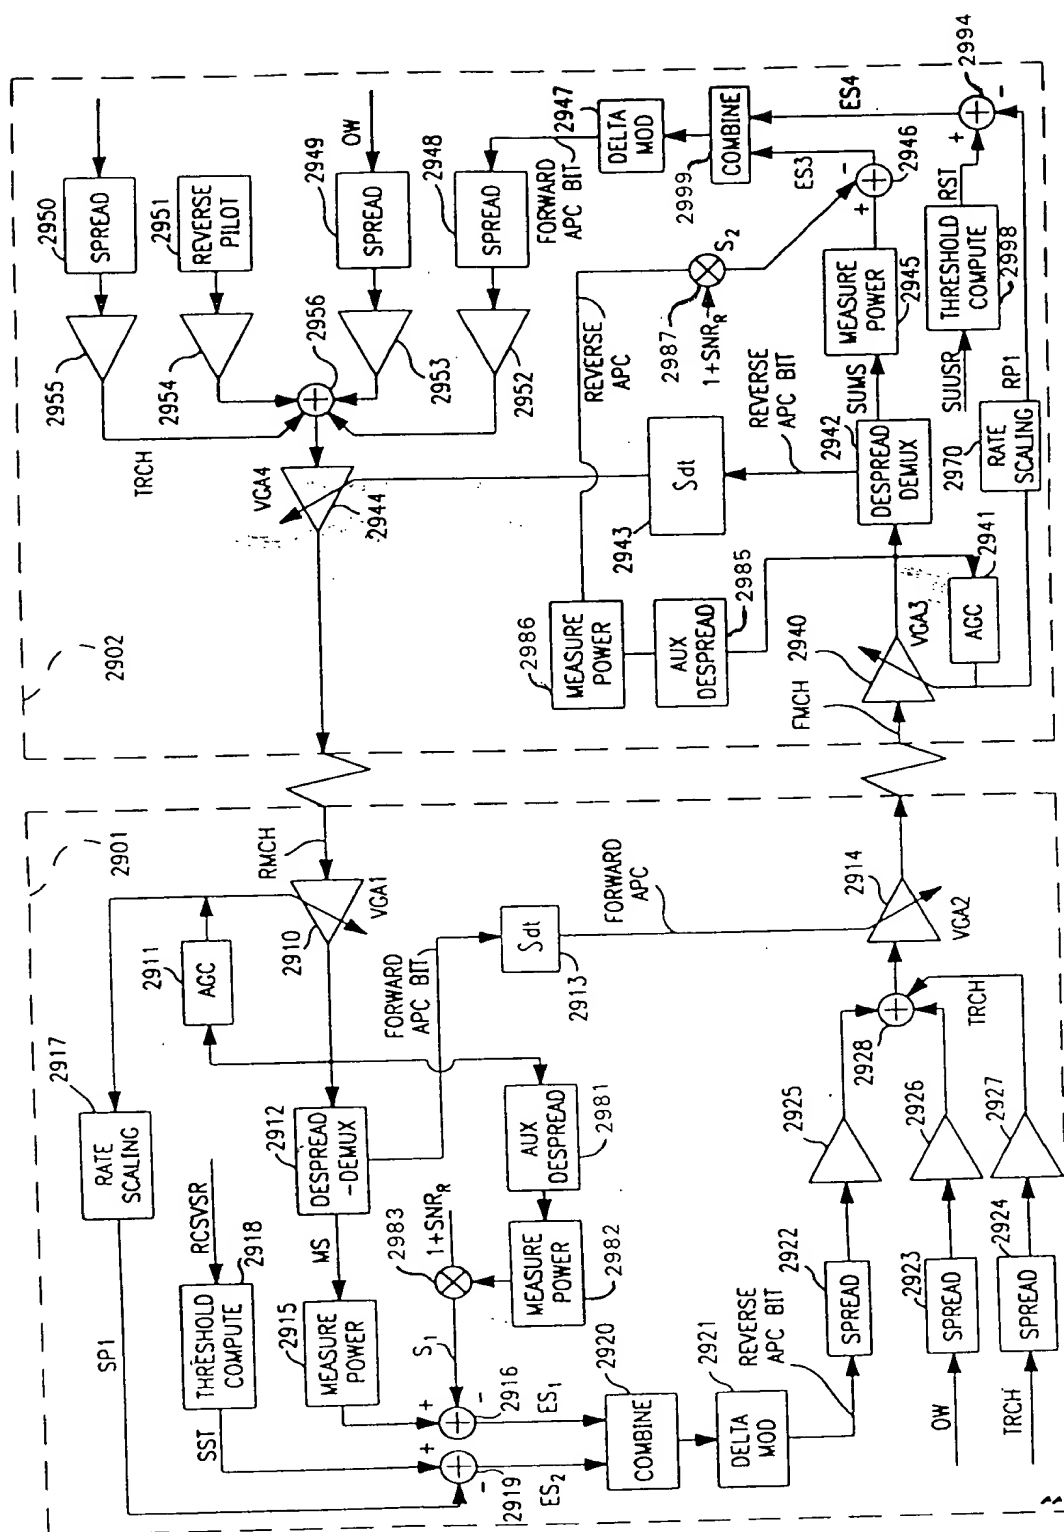 2902
2950
SPREAD
2955
TRCH
2951
REVERSE
PILOT
2954
2956
2949
OW
SPREAD
2953
2948
SPREAD
2952
2947
DELTA
MOD
FORWARD
APC BIT
2999
COMBINE
ES4
ES3
2994
+
-
-
+
2946
VGA4
2944
REVERSE
APC
2987
S2
1+SNRR
2943
Sdt
REVERSE
APC BIT
2986
MEASURE
POWER
AUX
DESPREAD
2985
2942
DESPREAD
DEMUX
SUMS
MEASURE
POWER
2945
RST
THRESHOLD
COMPUTE
2998
SUUSR
2970
RATE
SCALING
RP1
2941
AGC
VGA3
2940
FMCH
2901
RMCH
VGA1
2910
2911
AGC
2917
RATE
SCALING
SP1
RCSVSR
2918
THRESHOLD
COMPUTE
SST
2912
DESPREAD
-DEMUX
MS
2915
MEASURE
POWER
FORWARD
APC BIT
Sdt
2913
FORWARD
APC
2914
VGA2
AUX
DESPREAD
2981
2983
1+SNRR
MEASURE
POWER
2982
S1
+
-
2916
+
-
2919
ES1
ES2
2920
COMBINE
2921
DELTA
MOD
REVERSE
APC BIT
2922
SPREAD
2925
2923
SPREAD
OW
2926
2924
SPREAD
TRCH
2927
2928
TRCH